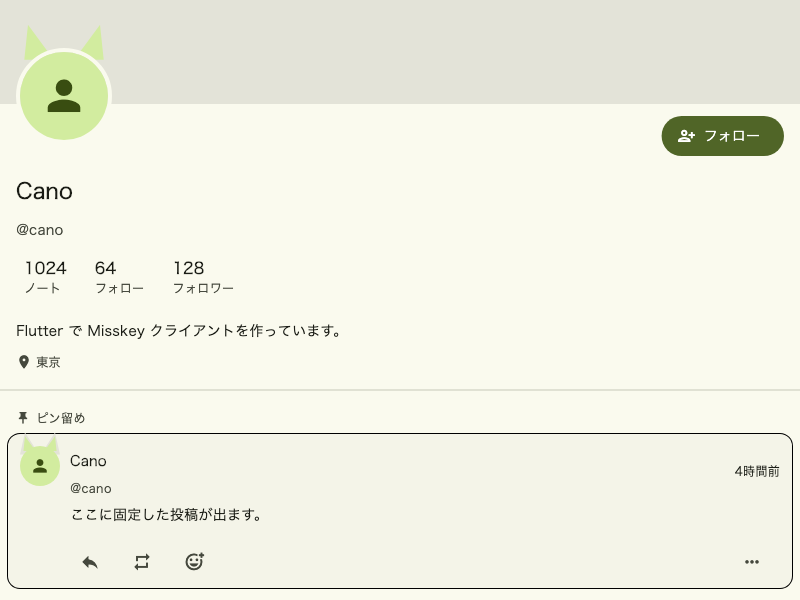 フォロー
Cano
@cano
1024 64 128
ノート フォロー フォロワー
Flutter で Misskey クライアントを作っています。
東京
ピン留め
Cano
4時間前
@cano
ここに固定した投稿が出ます。